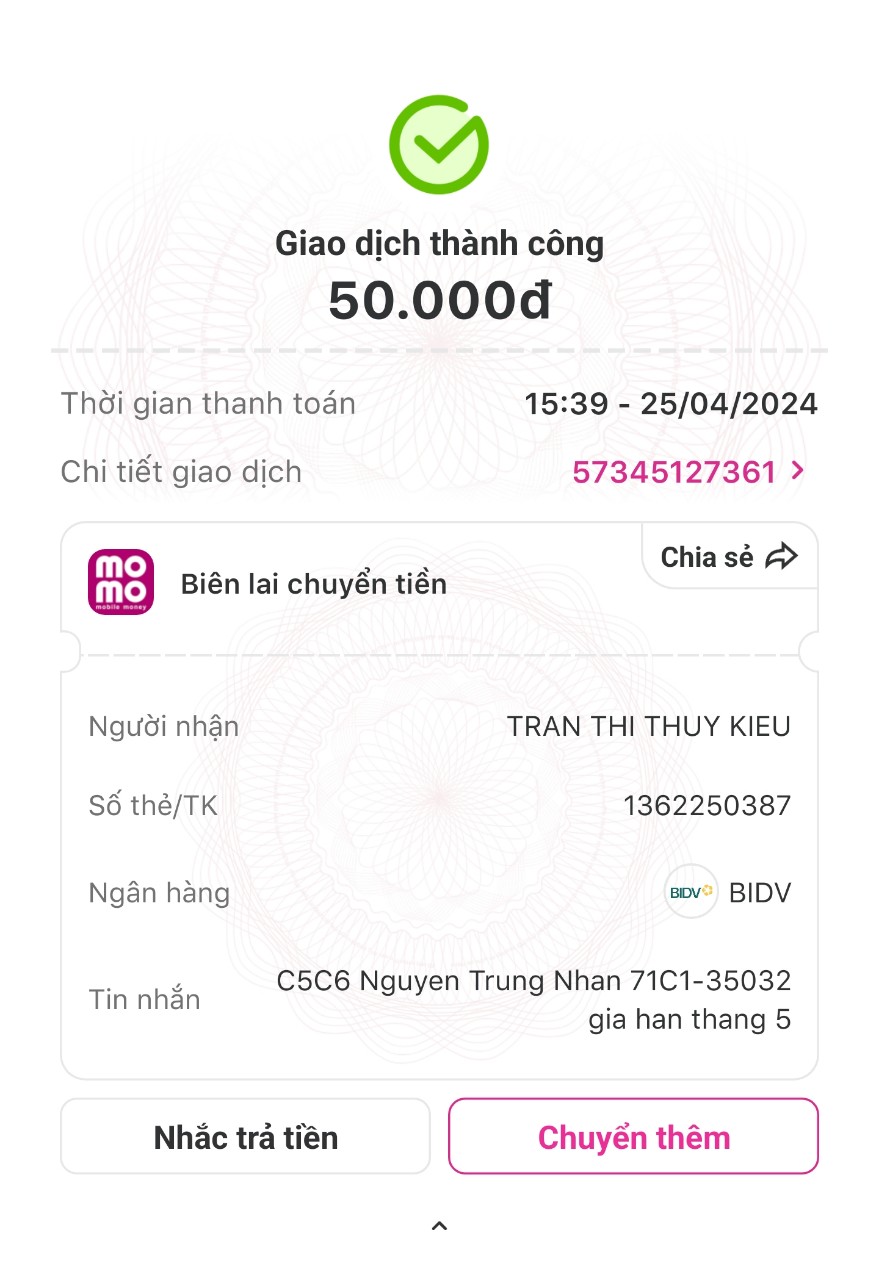 Giao dịch thành công
50.000đ
Thời gian thanh toán 15:39 - 25/04/2024
Chi tiết giao dịch 57345127361
Chia sẻ
mo
mo
mobile money
Biên lai chuyển tiền
Người nhận TRAN THI THUY KIEU
Số thẻ/TK 1362250387
Ngân hàng BIDV BIDV
Tin nhắn C5C6 Nguyen Trung Nhan 71C1-35032
gia han thang 5
Nhắc trả tiền Chuyển thêm